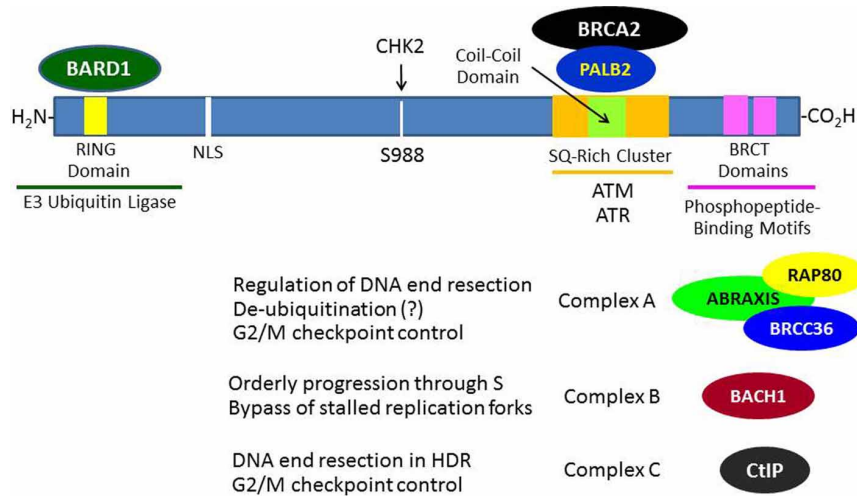 BRCA2
BARD1
CHK2
Coil-Coil
Domain
PALB2
H2N-
-CO2H
RING
Domain
NLS
S988
SQ-Rich Cluster
BRCT
Domains
E3 Ubiquitin Ligase
ATM
ATR
Phosphopeptide-
Binding Motifs
Regulation of DNA end resection
De-ubiquitination (?)
G2/M checkpoint control
Complex A
RAP80
ABRAXIS
BRCC36
Orderly progression through S
Bypass of stalled replication forks
Complex B
BACH1
DNA end resection in HDR
G2/M checkpoint control
Complex C
CtIP